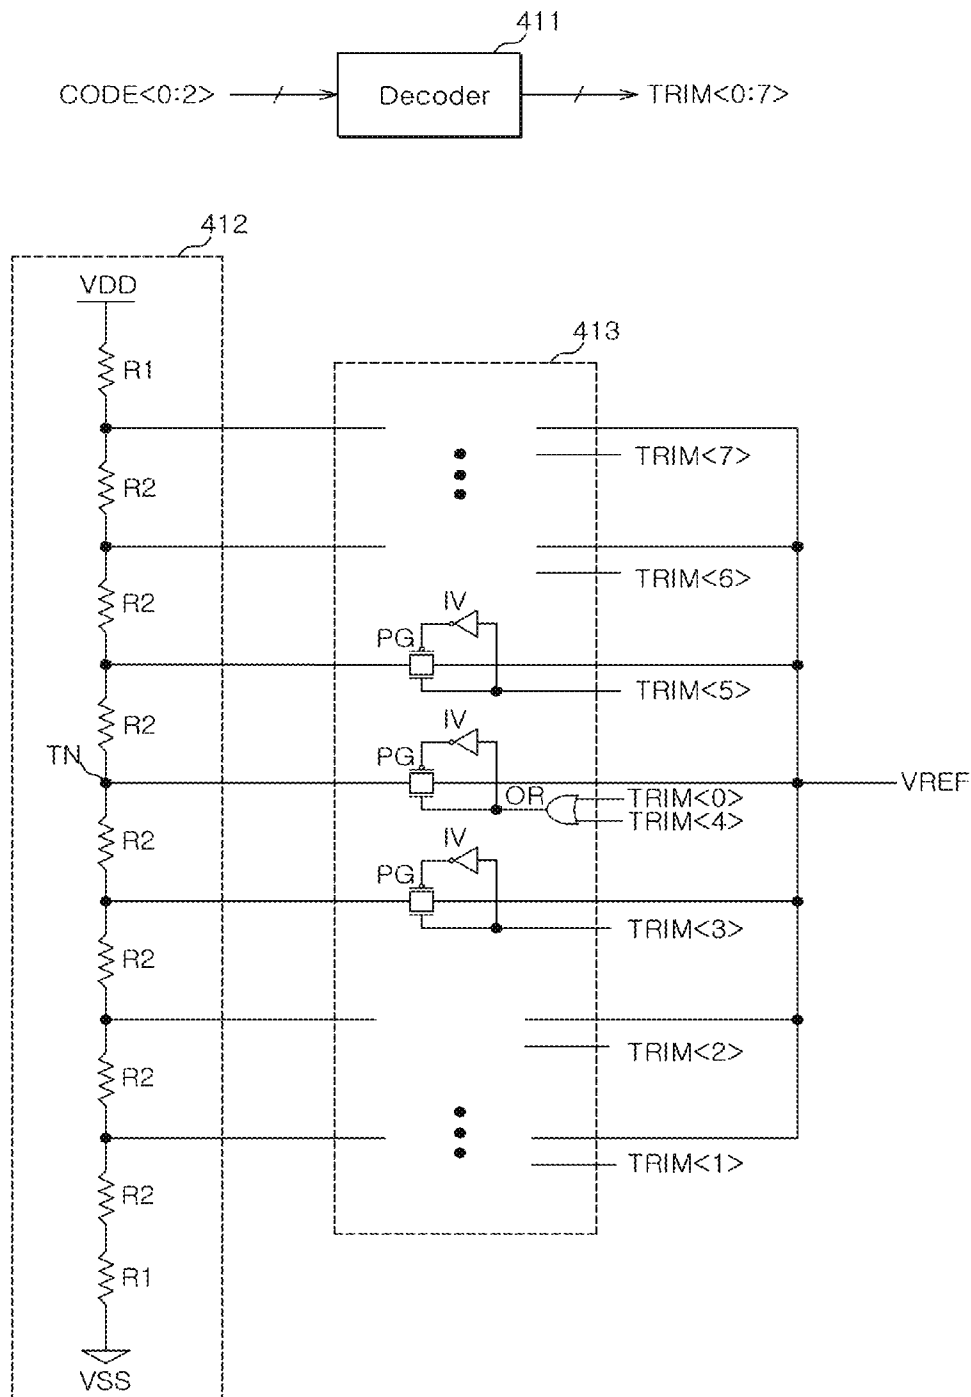 411
CODE<0:2>
Decoder
TRIM<0:7>
412
VDD
413
R1
TRIM<7>
R2
TRIM<6>
R2
IV
PG
TRIM<5>
R2
IV
TN
PG
VREF
OR
TRIM<0>
TRIM<4>
R2
IV
PG
TRIM<3>
R2
TRIM<2>
R2
TRIM<1>
R2
R1
VSS